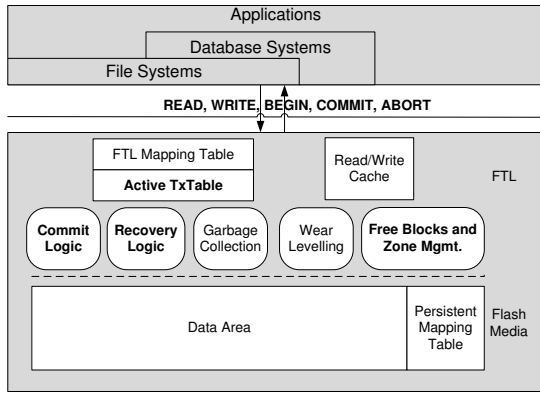 Applications
Database Systems
File Systems
READ, WRITE, BEGIN, COMMIT, ABORT
FTL Mapping Table
Active TxTable
Read/Write
Cache
FTL
Commit
Logic
Recovery
Logic
Garbage
Collection
Wear
Levelling
Free Blocks and
Zone Mgmt.
Data Area
Persistent
Mapping
Table
Flash
Media